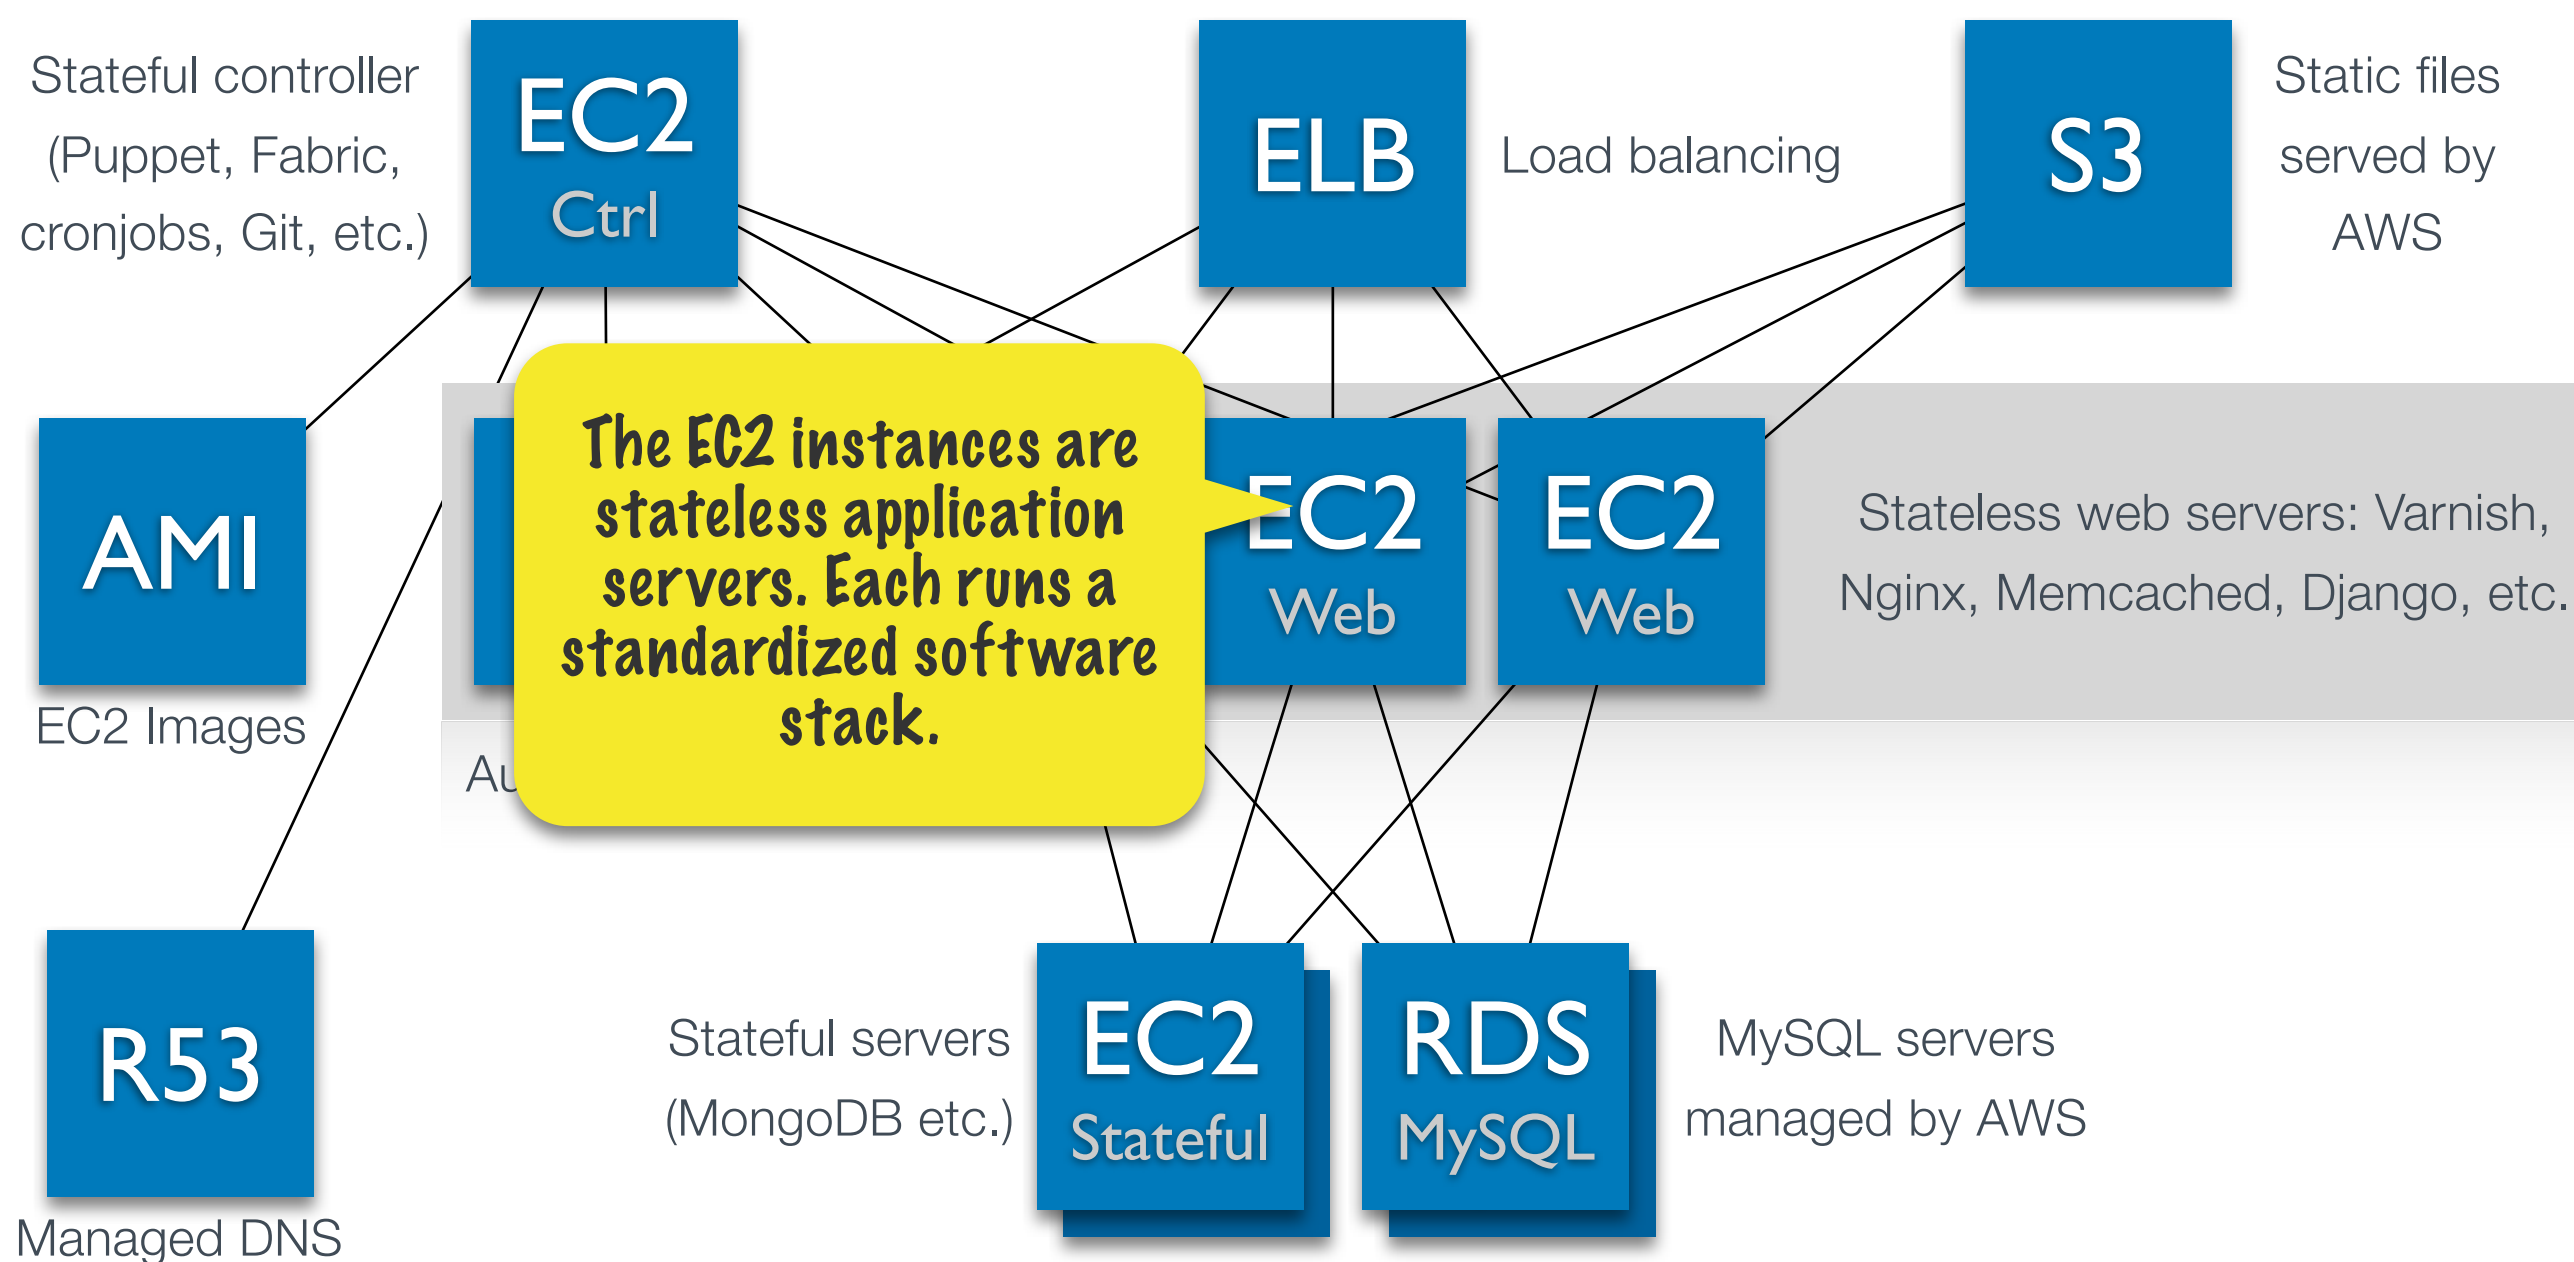 Stateful controller
(Puppet, Fabric,
cronjobs, Git, etc.)
EC2
Ctrl
ELB
Load balancing
S3
Static files
served by
AWS
AMI
EC2 Images
The EC2 instances are
stateless application
servers. Each runs a
standardized software
stack.
EC2
Web
EC2
Web
Stateless web servers: Varnish,
Nginx, Memcached, Django, etc.
R53
Managed DNS
Stateful servers
(MongoDB etc.)
EC2
Stateful
RDS
MySQL
MySQL servers
managed by AWS